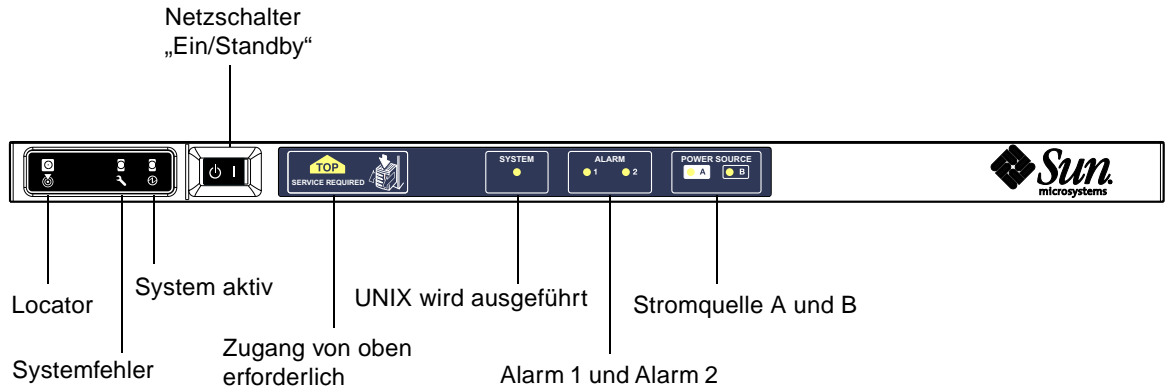 Netzschalter
„Ein/Standby“
TOP
SERVICE REQUIRED
SYSTEM
ALARM
1 2
POWER SOURCE
A B
Sun
microsystems
Locator
System aktiv
UNIX wird ausgeführt
Stromquelle A und B
Systemfehler
Zugang von oben
erforderlich
Alarm 1 und Alarm 2